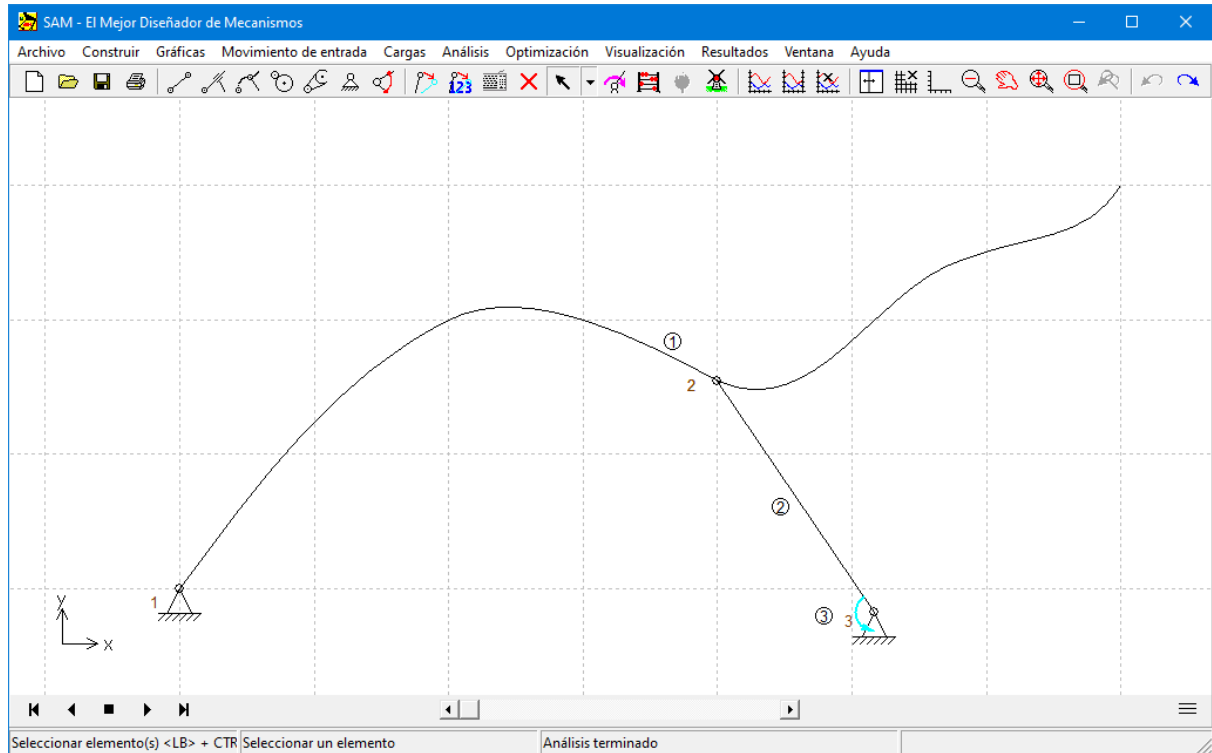 SAM - El Mejor Diseñador de Mecanismos
Archivo Construir Gráficas Movimiento de entrada Cargas Análisis Optimización Visualización Resultados Ventana Ayuda
123
1
2
2
1
3
3
y
x
Seleccionar elemento(s) <LB> + CTR Seleccionar un elemento Análisis terminado